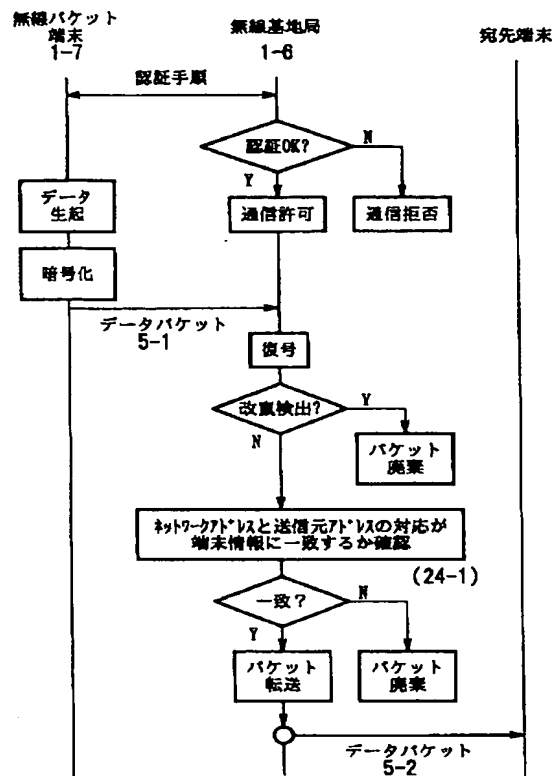 無線パケット
端末
1-7
無線基地局
1-6
宛先端末
認証手順
認証OK?
N
Y
データ
生起
通信許可
通信拒否
暗号化
データパケット
5-1
復号
改竄検出?
Y
N
パケット
廃棄
ネットワークアドレスと送信元アドレスの対応が
端末情報に一致するか確認
(24-1)
一致?
N
Y
パケット
転送
パケット
廃棄
データパケット
5-2